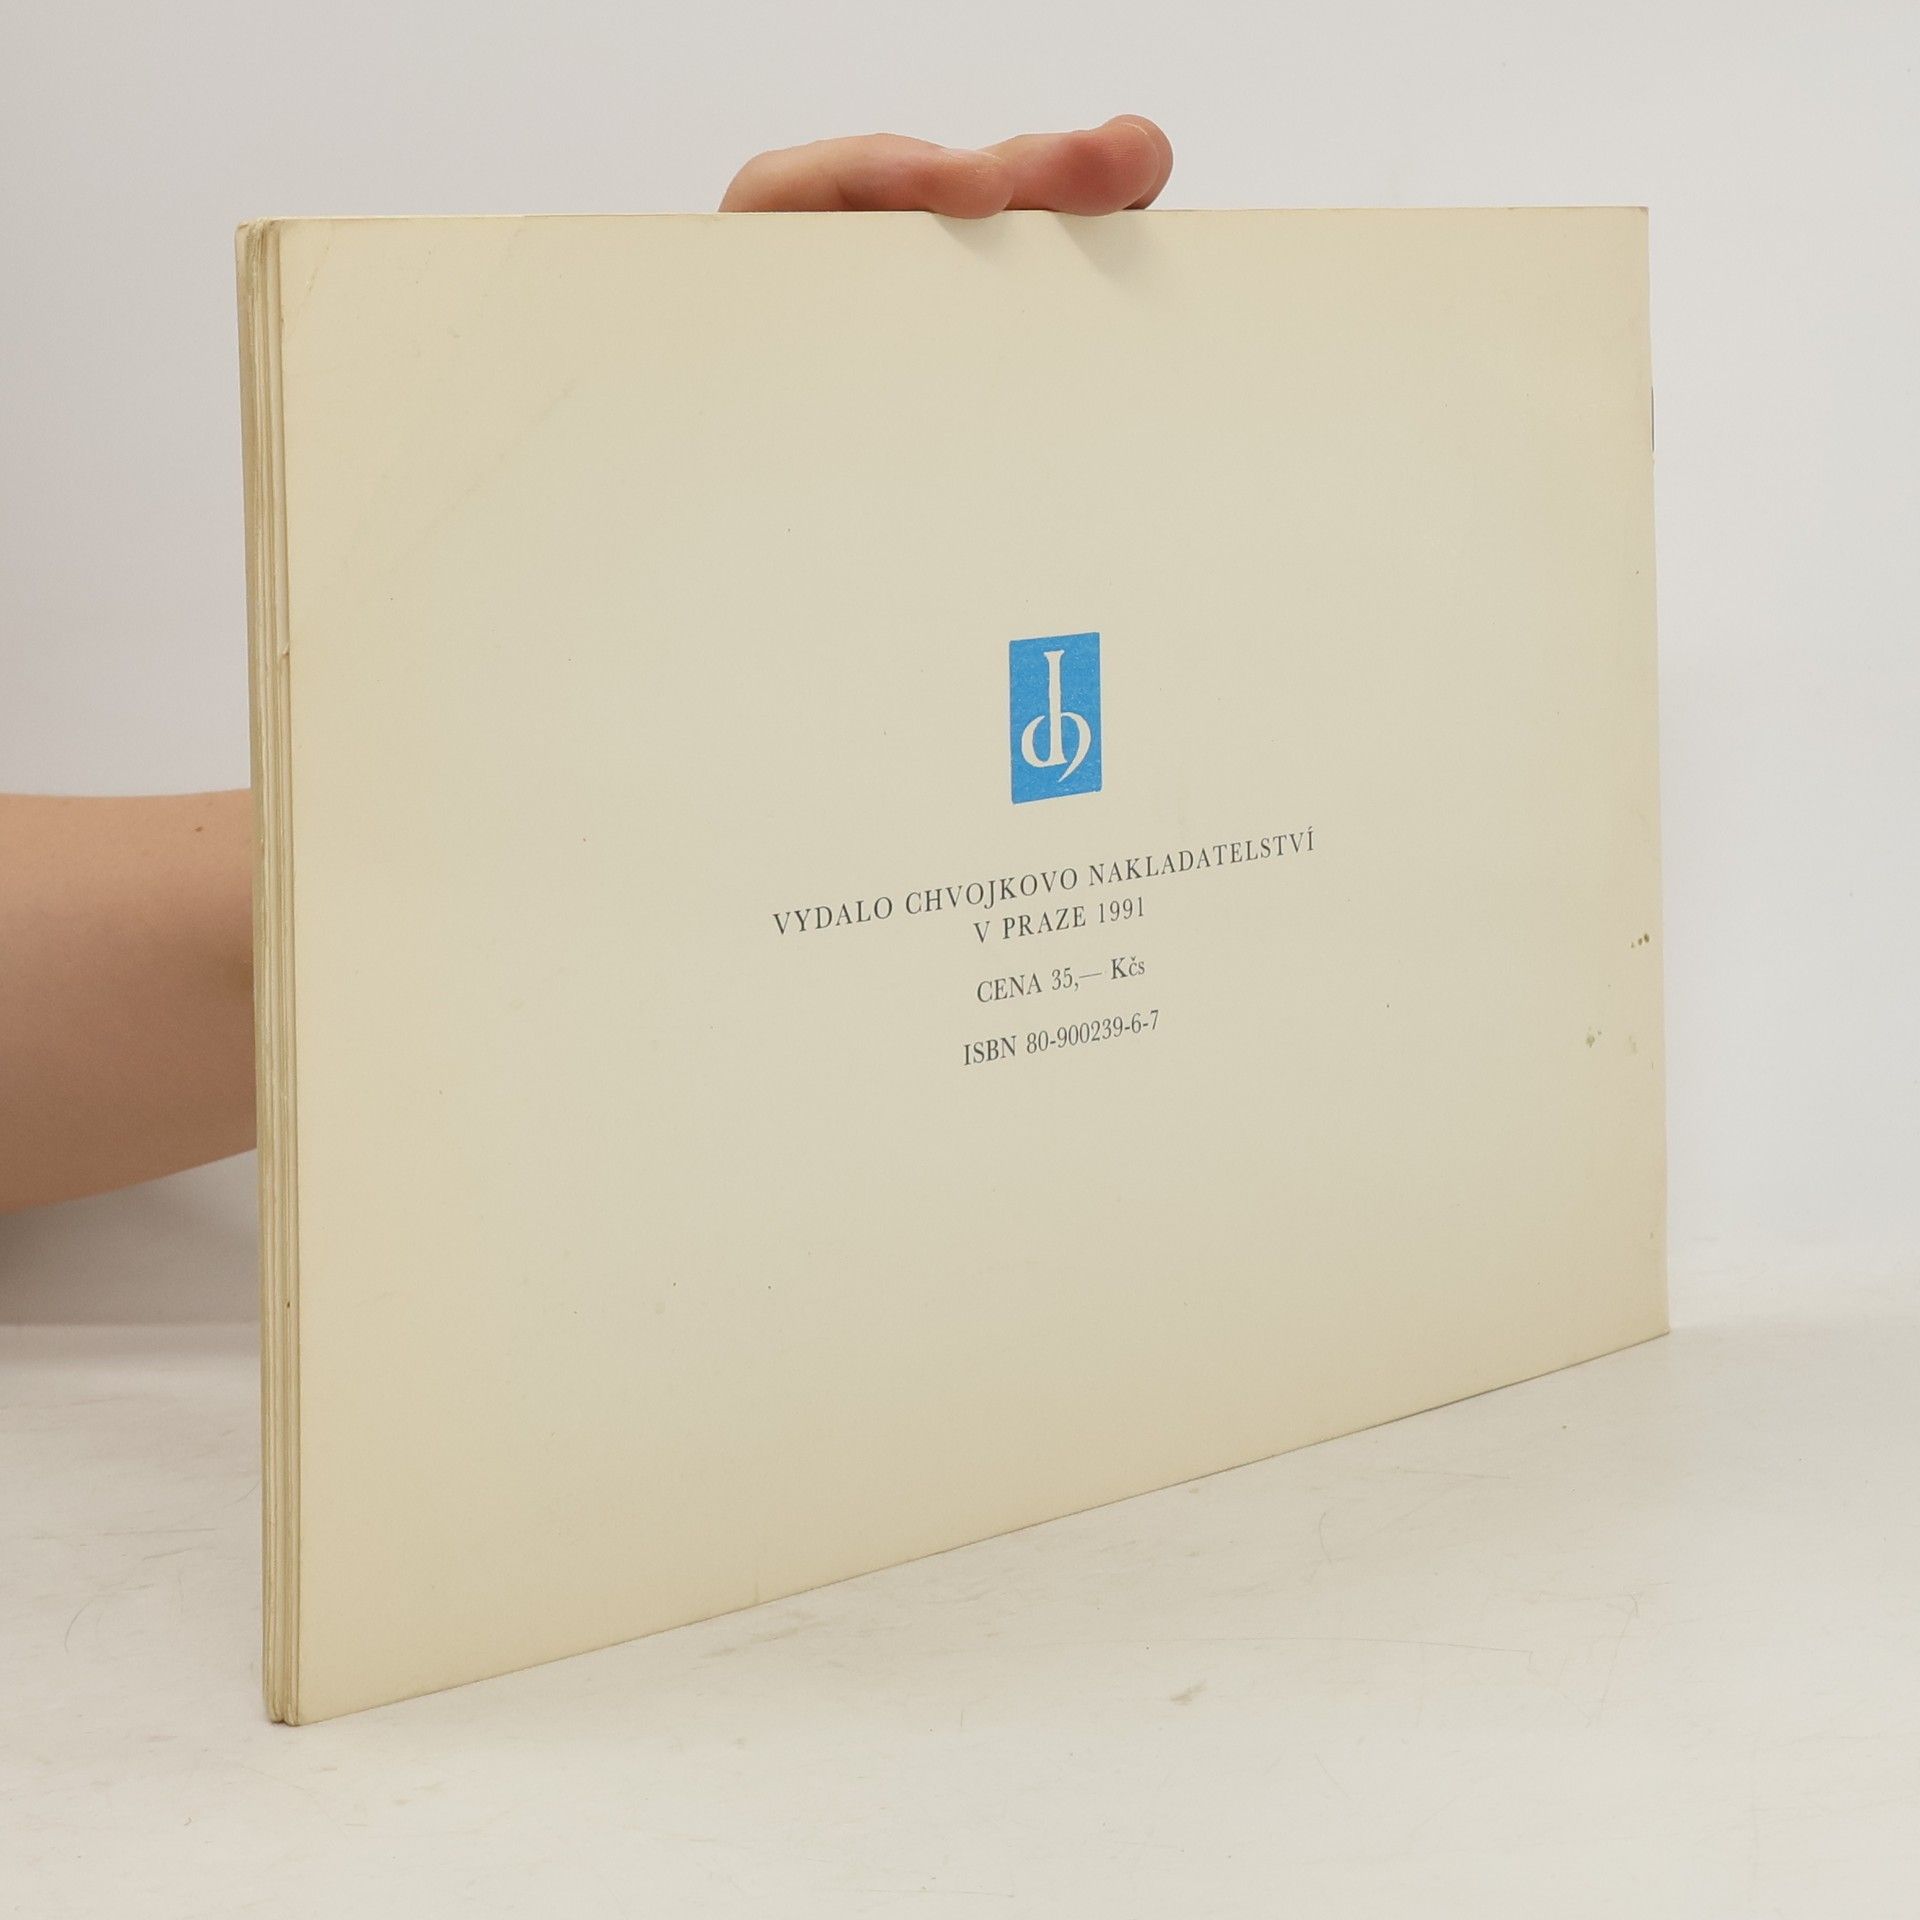 VYDALO CHVOJKOVO NAKLADATELSTVÍ
V PRAZE 1991
CENA 35,— Kčs
ISBN 80-900239-6-7